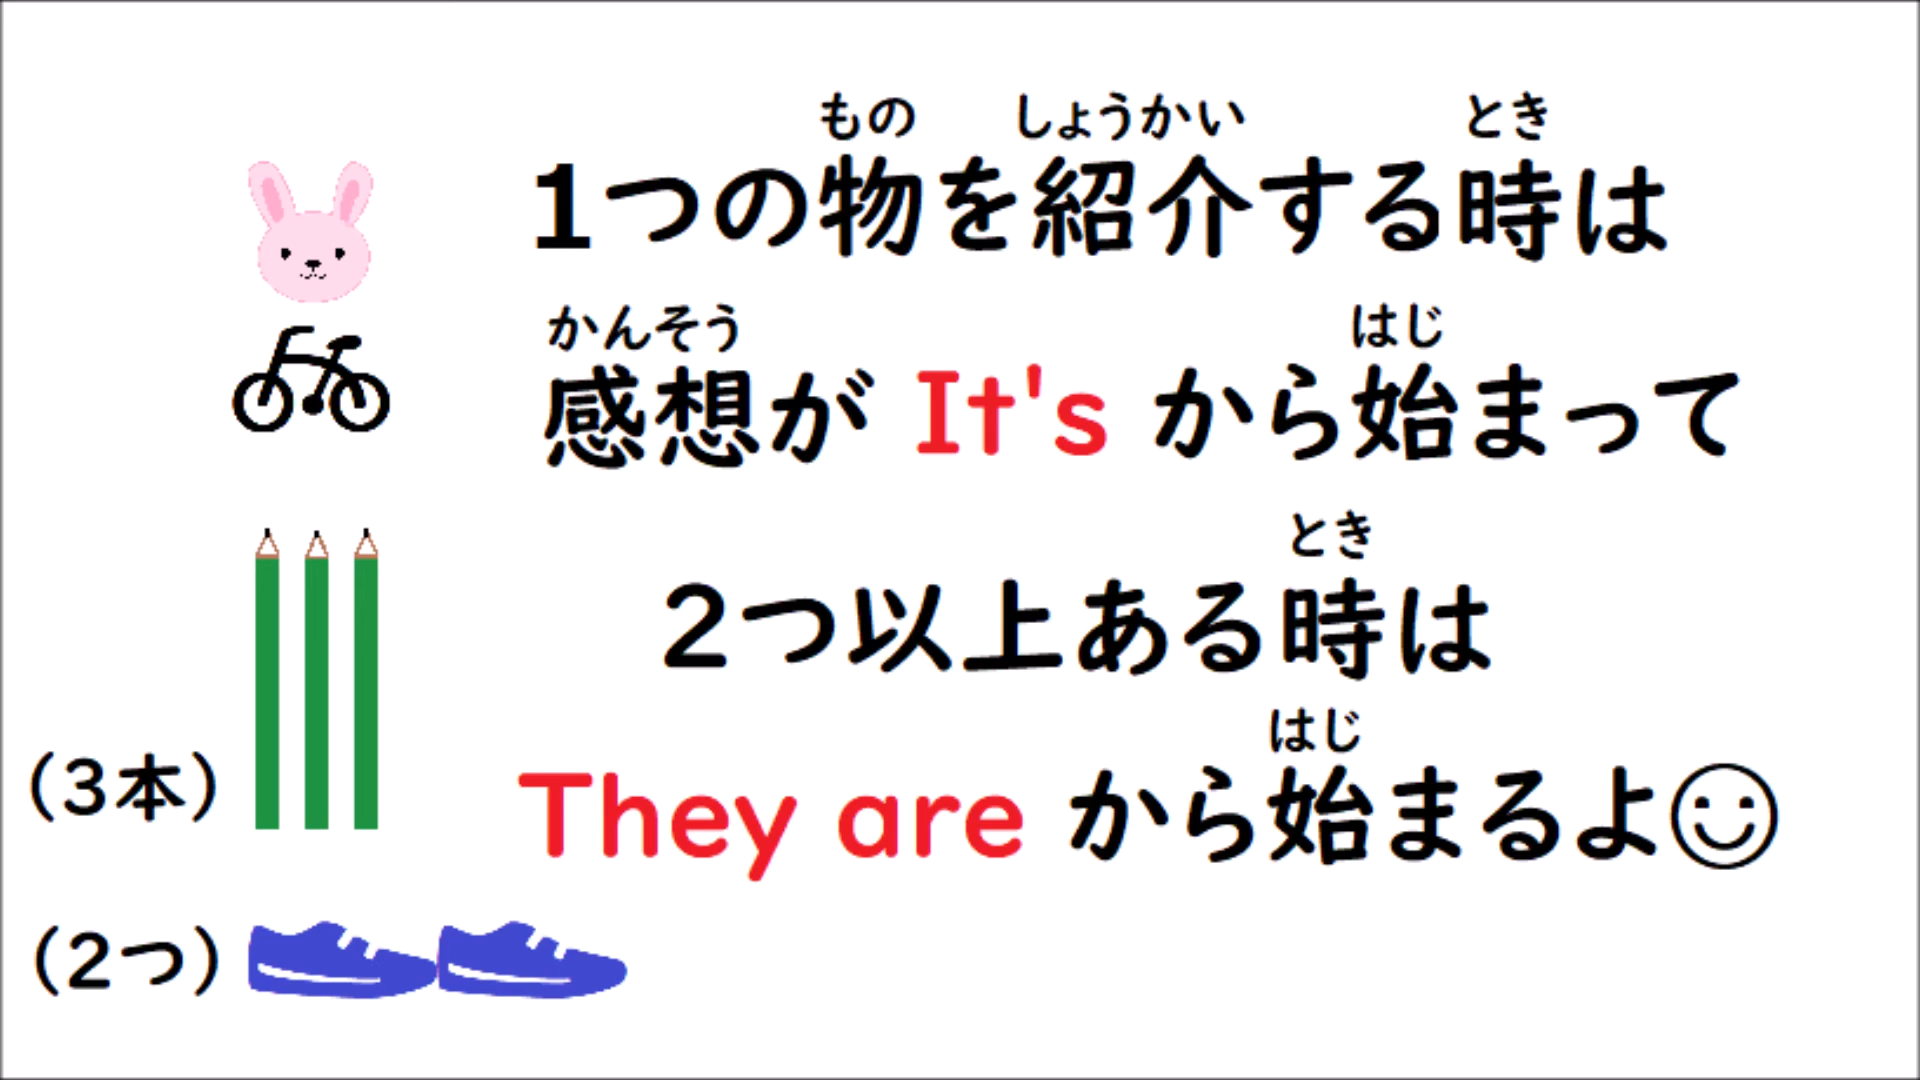 もの しょうかい とき
1つの物を紹介する時は
かんそう はじ
感想が It's から始まって
とき
2つ以上ある時は
はじ
They are から始まるよ☺
(3本)
(2つ)